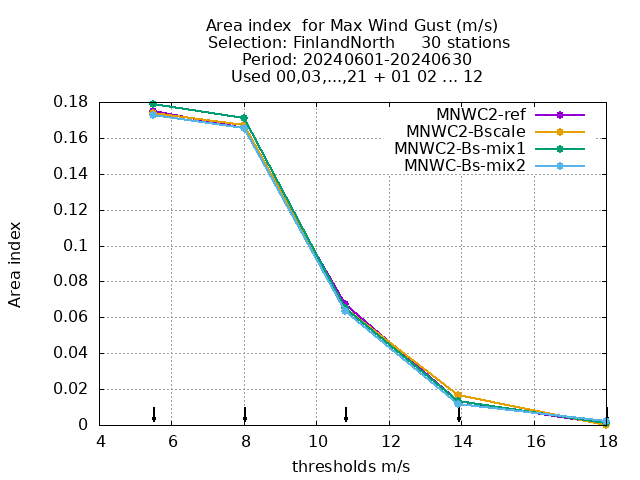 Area index  for Max Wind Gust (m/s)
Selection: FinlandNorth     30 stations
Period: 20240601-20240630
Used 00,03,...,21 + 01 02 ... 12
MNWC2-ref
MNWC2-Bscale
MNWC2-Bs-mix1
MNWC-Bs-mix2
0.18
0.16
0.14
0.12
0.1
0.08
0.06
0.04
0.02
0
Area index
4 6 8 10 12 14 16 18
thresholds m/s